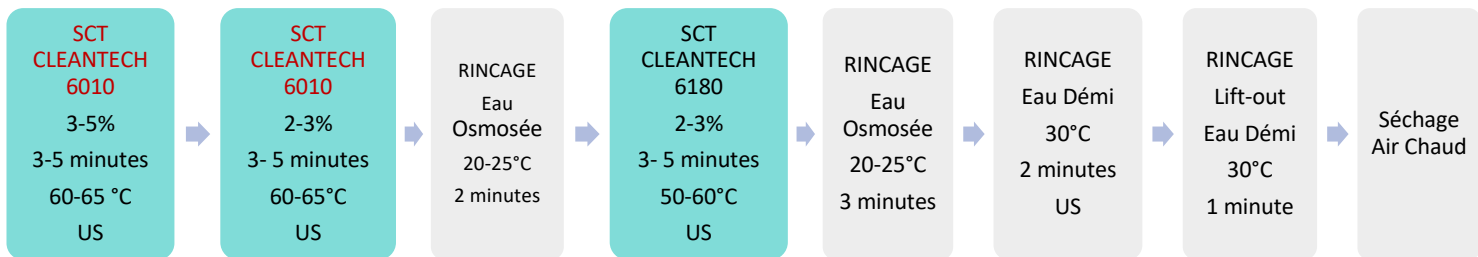 SCT
CLEANTECH
6010
3-5%
3-5 minutes
60-65 °C
US
SCT
CLEANTECH
6010
2-3%
3- 5 minutes
60-65°C
US
RINCAGE
Eau
Osmosée
20-25°C
2 minutes
SCT
CLEANTECH
6180
2-3%
3- 5 minutes
50-60°C
US
RINCAGE
Eau
Osmosée
20-25°C
3 minutes
RINCAGE
Eau Démi
30°C
2 minutes
US
RINCAGE
Lift-out
Eau Démi
30°C
1 minute
Séchage
Air Chaud